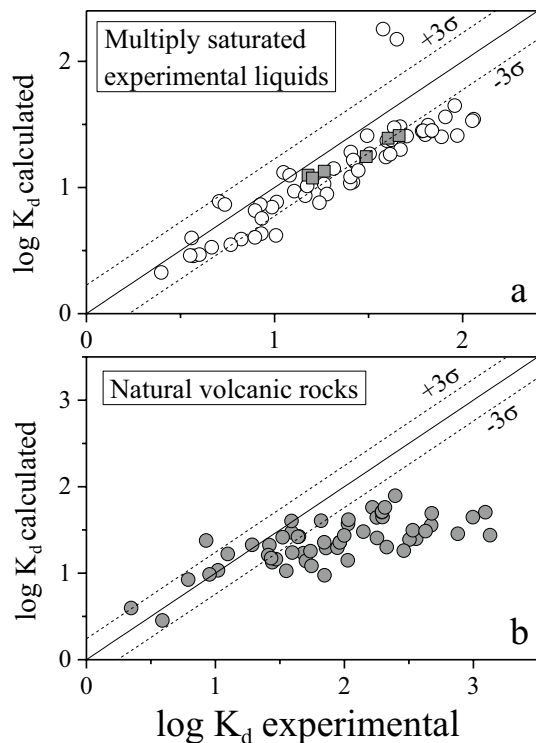 Multiply saturated
experimental liquids
+3σ
-3σ
2
1
0
log K_d calculated
a
0
1
2
Natural volcanic rocks
+3σ
-3σ
3
2
1
0
log K_d calculated
b
0
1
2
3
log K_d experimental